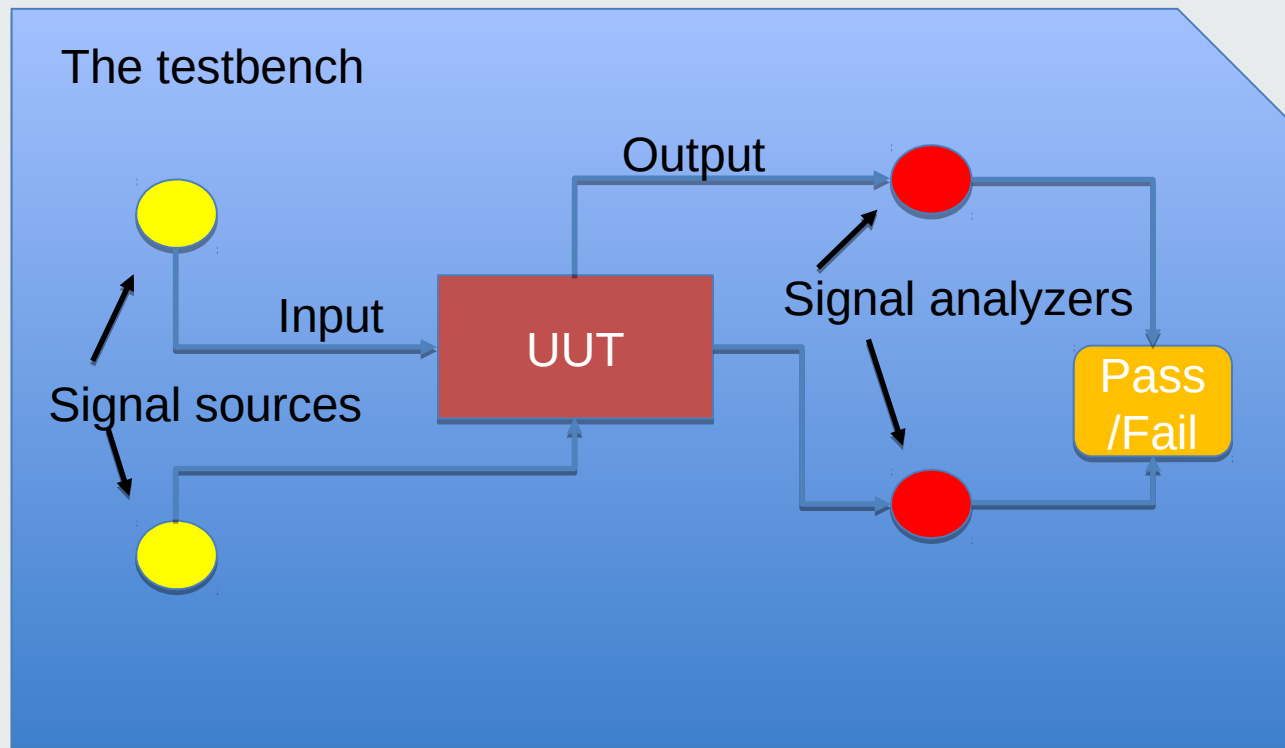 The testbench
Output
Input
Signal analyzers
UUT
Signal sources
Pass
/Fail